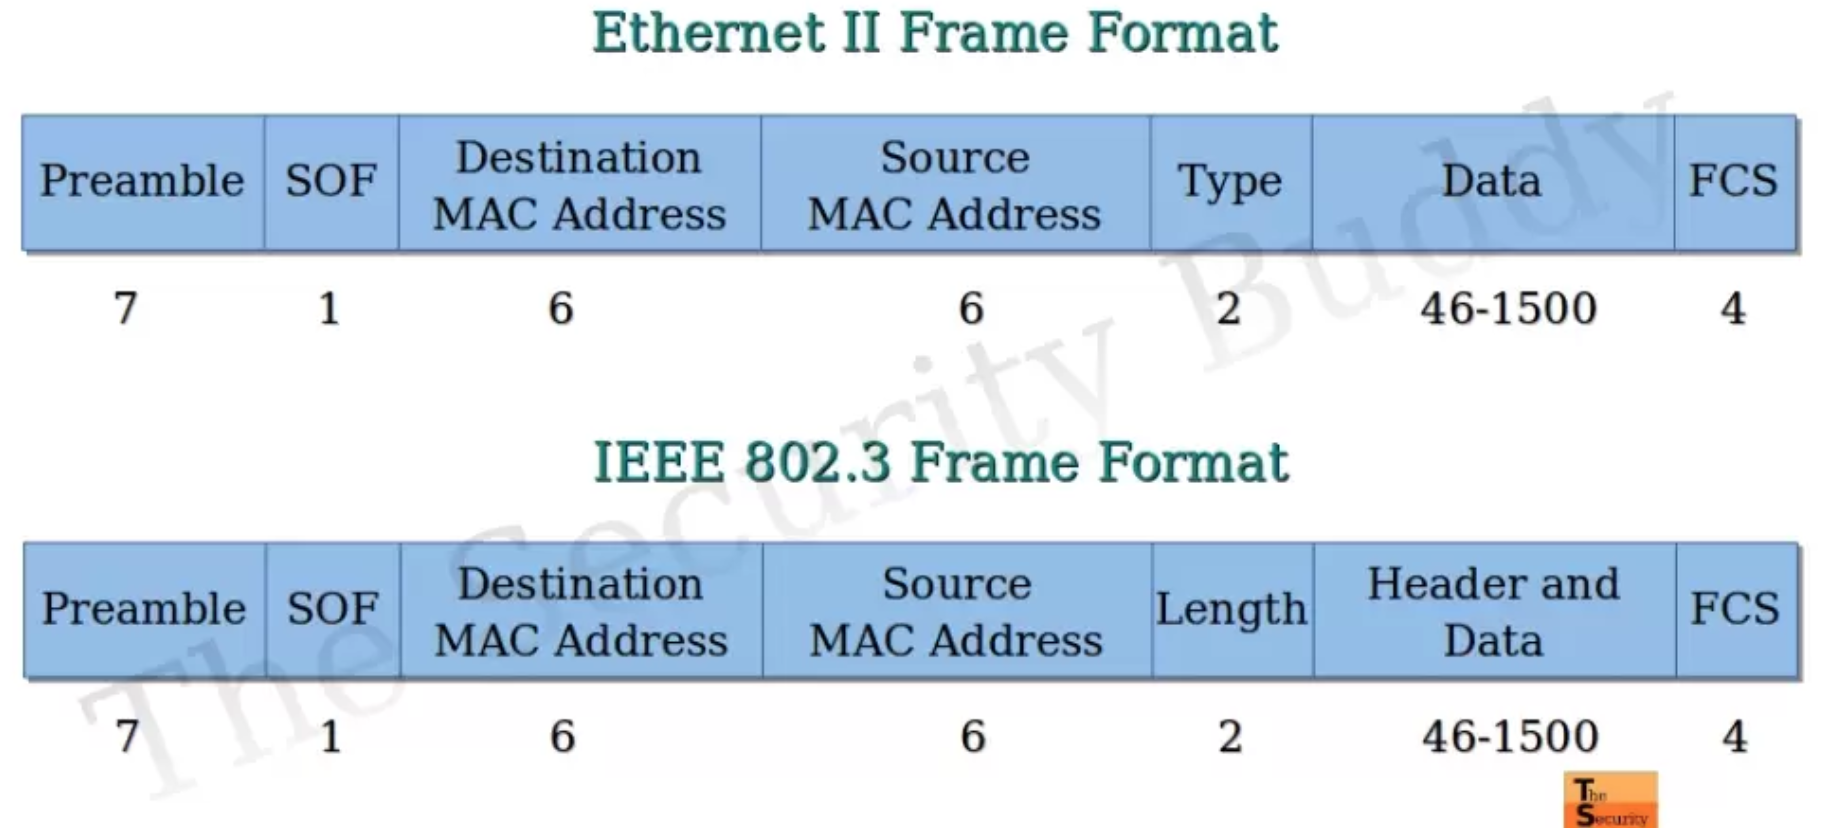 Ethernet II Frame Format
Preamble SOF Destination MAC Address Source MAC Address Type Data FCS
7 1 6 6 2 46-1500 4
IEEE 802.3 Frame Format
Preamble SOF Destination MAC Address Source MAC Address Length Header and Data FCS
7 1 6 6 2 46-1500 4
The Security Buddy
The
Security